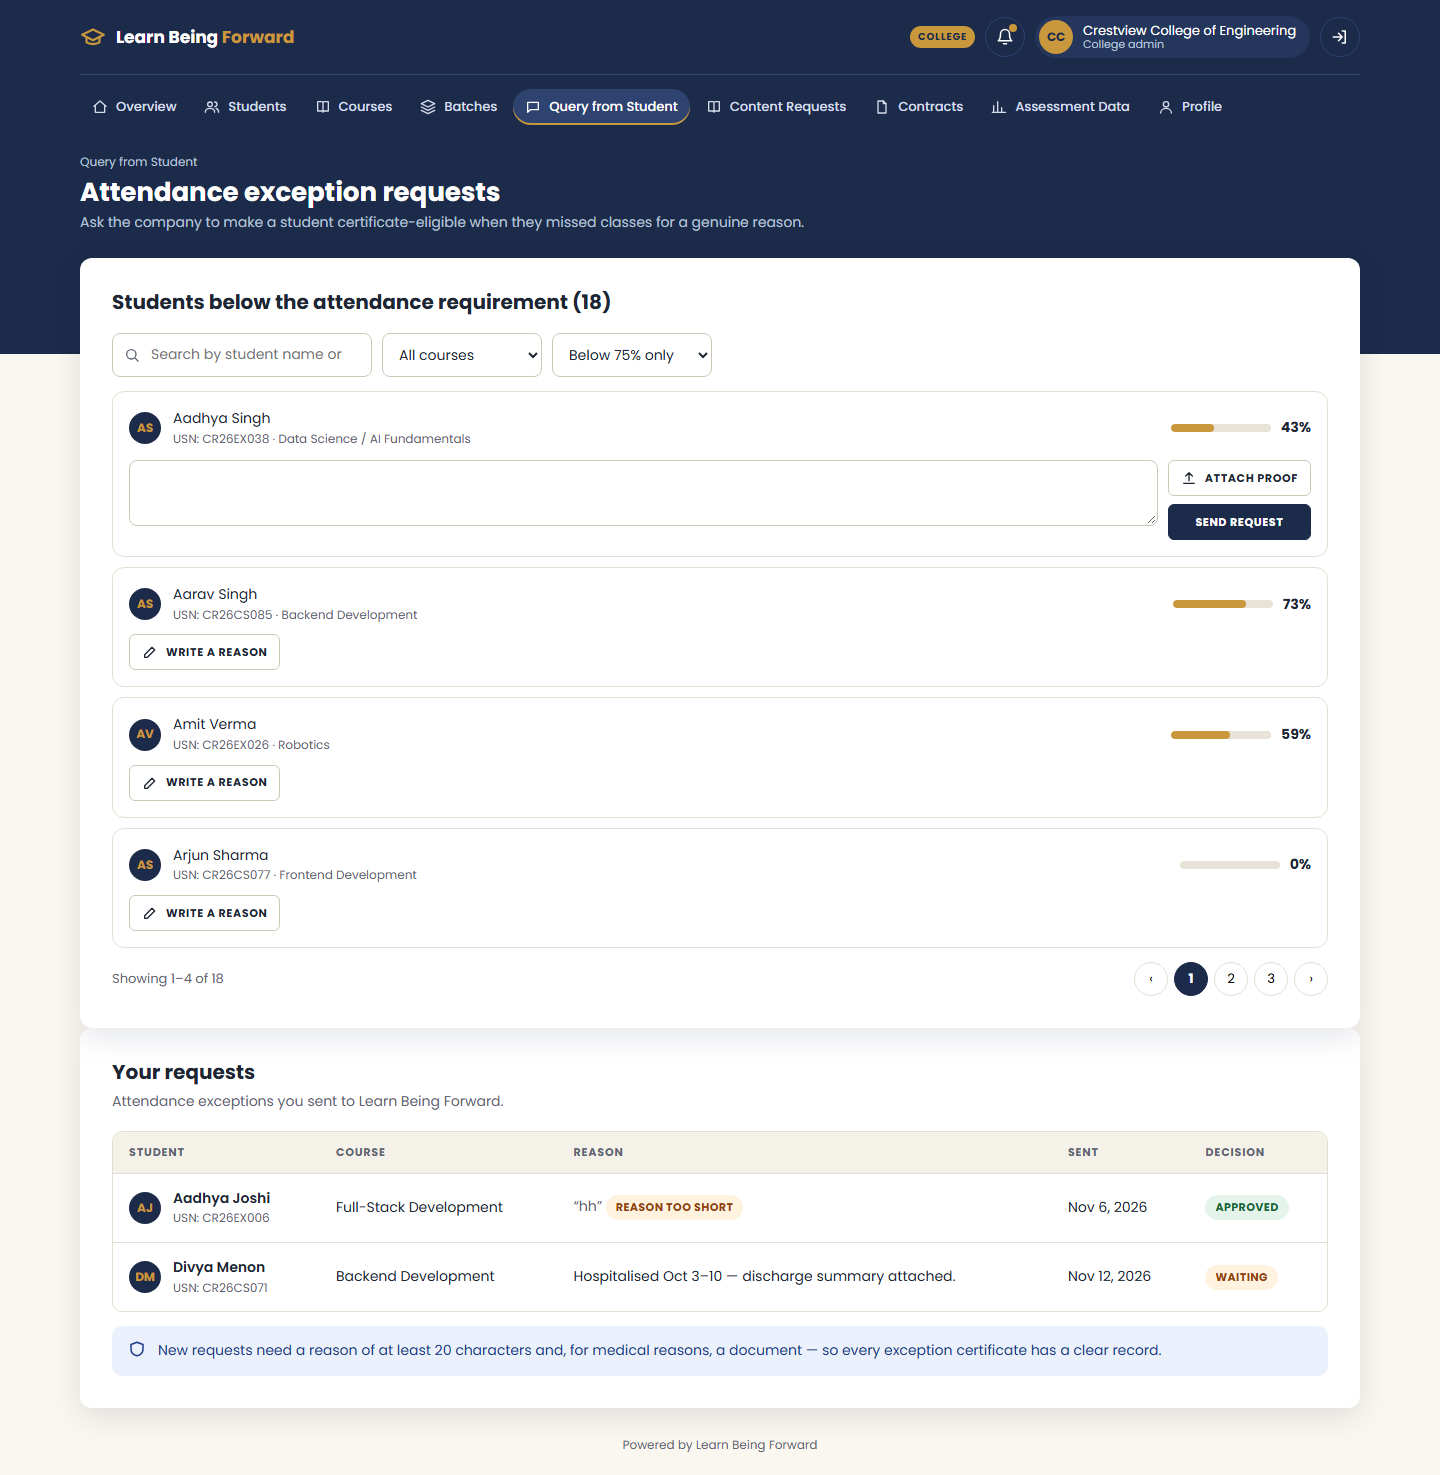 Learn Being Forward
COLLEGE
CC
Crestview College of Engineering
College admin
Overview
Students
Courses
Batches
Query from Student
Content Requests
Contracts
Assessment Data
Profile
Query from Student
Attendance exception requests
Ask the company to make a student certificate-eligible when they missed classes for a genuine reason.
Students below the attendance requirement (18)
Search by student name or
All courses
Below 75% only
AS
Aadhya Singh
USN: CR26EX038 · Data Science / AI Fundamentals
43%
ATTACH PROOF
SEND REQUEST
AS
Aarav Singh
USN: CR26CS085 · Backend Development
73%
WRITE A REASON
AV
Amit Verma
USN: CR26EX026 · Robotics
59%
WRITE A REASON
AS
Arjun Sharma
USN: CR26CS077 · Frontend Development
0%
WRITE A REASON
Showing 1–4 of 18
‹ 1 2 3 ›
Your requests
Attendance exceptions you sent to Learn Being Forward.
STUDENT COURSE REASON SENT DECISION
AJ
Aadhya Joshi
USN: CR26EX006
Full-Stack Development
“hh” REASON TOO SHORT
Nov 6, 2026
APPROVED
DM
Divya Menon
USN: CR26CS071
Backend Development
Hospitalised Oct 3–10 — discharge summary attached.
Nov 12, 2026
WAITING
New requests need a reason of at least 20 characters and, for medical reasons, a document — so every exception certificate has a clear record.
Powered by Learn Being Forward